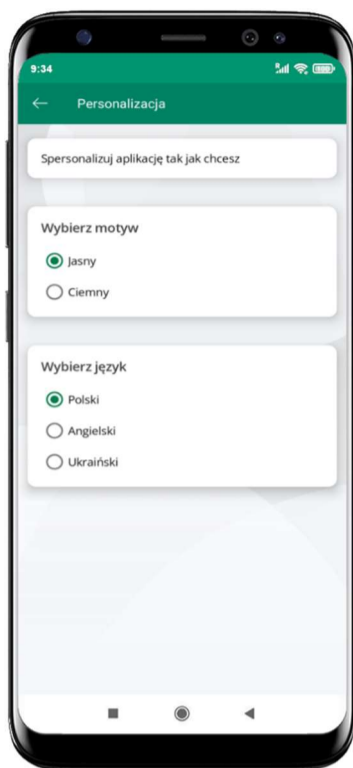 9:34
Personalizacja
Spersonalizuj aplikację tak jak chcesz
Wybierz motyw
Jasny
Ciemny
Wybierz język
Polski
Angielski
Ukraiński